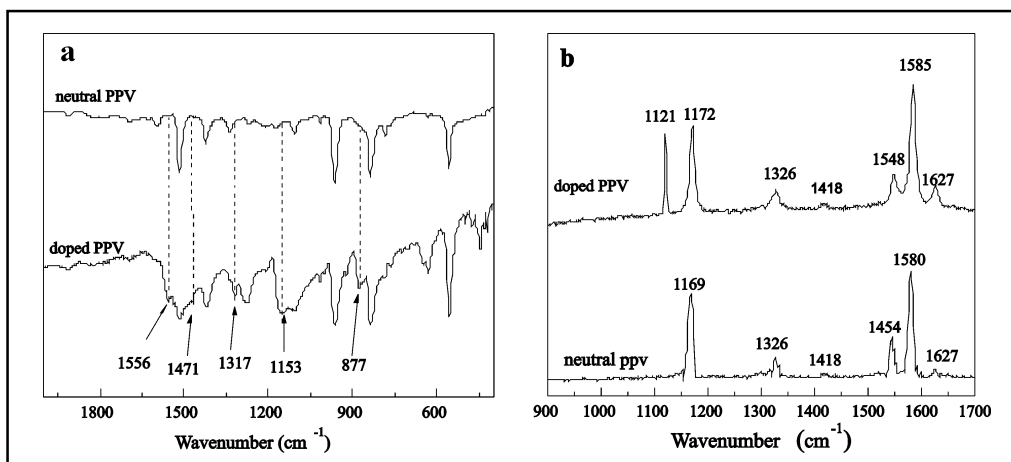 a
neutral PPV
doped PPV
1556
1471
1317
1153
877
1800 1500 1200 900 600
Wavenumber (cm -1)
b
1585
1121 1172
1548
1326
1418
1627
doped PPV
1580
1169
1454
1326
1418
1627
neutral ppv
900 1000 1100 1200 1300 1400 1500 1600 1700
Wavenumber (cm -1)